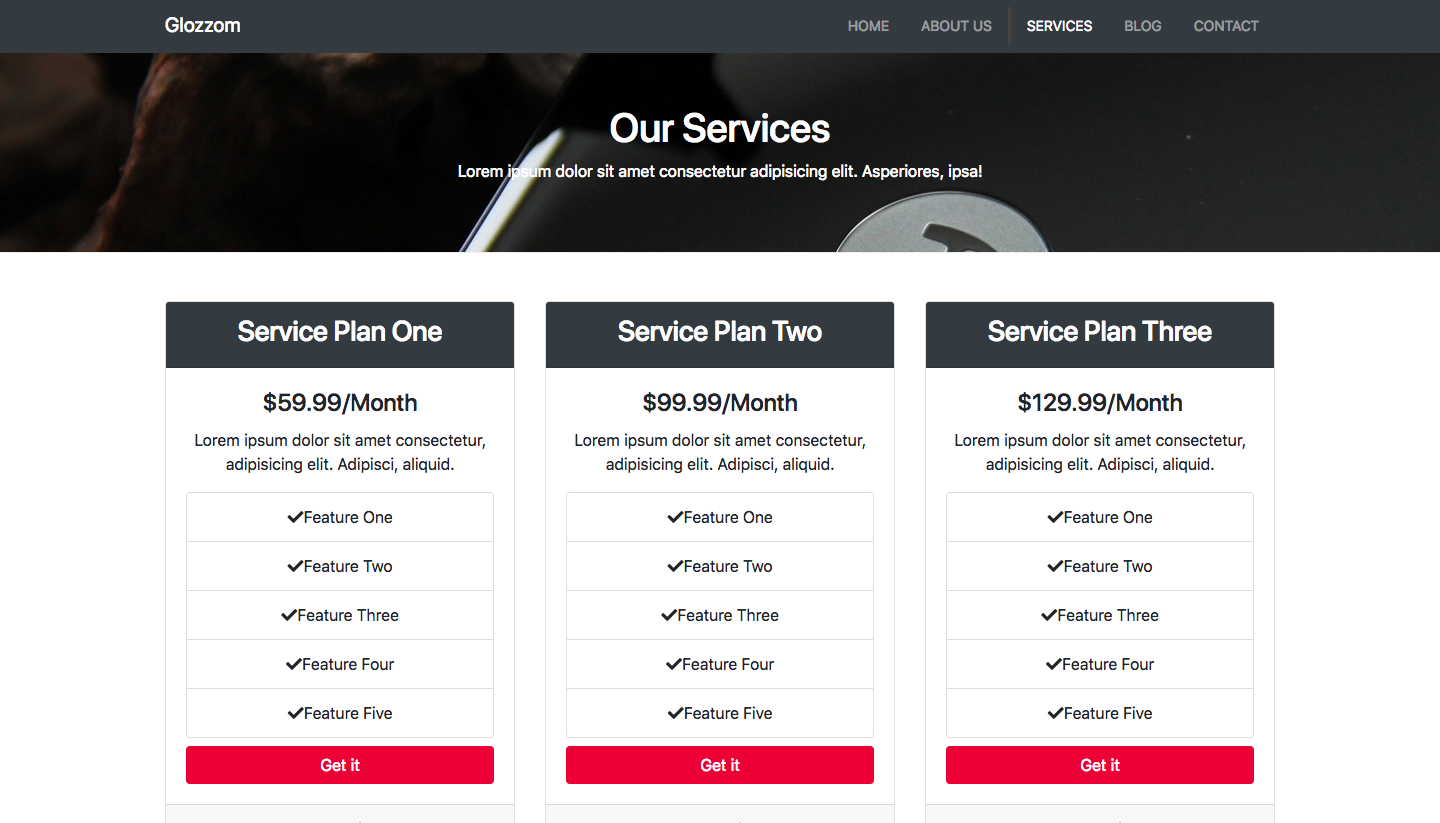 Glozzom
HOME ABOUT US SERVICES BLOG CONTACT
Our Services
Lorem ipsum dolor sit amet consectetur adipisicing elit. Asperiores, ipsa!
Service Plan One
$59.99/Month
Lorem ipsum dolor sit amet consectetur,
adipisicing elit. Adipisci, aliquid.
Feature One
Feature Two
Feature Three
Feature Four
Feature Five
Get it
Service Plan Two
$99.99/Month
Lorem ipsum dolor sit amet consectetur,
adipisicing elit. Adipisci, aliquid.
Feature One
Feature Two
Feature Three
Feature Four
Feature Five
Get it
Service Plan Three
$129.99/Month
Lorem ipsum dolor sit amet consectetur,
adipisicing elit. Adipisci, aliquid.
Feature One
Feature Two
Feature Three
Feature Four
Feature Five
Get it